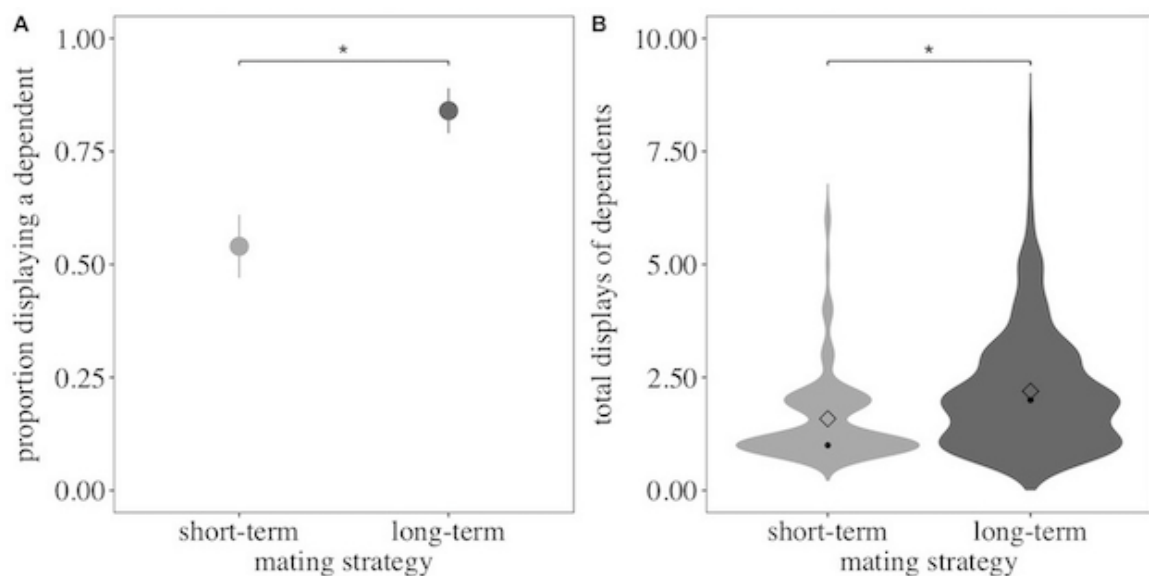 A
proportion displaying a dependent
1.00
0.75
0.50
0.25
0.00
*
short-term
long-term
mating strategy
B
total displays of dependents
10.00
7.50
5.00
2.50
0.00
*
short-term
long-term
mating strategy